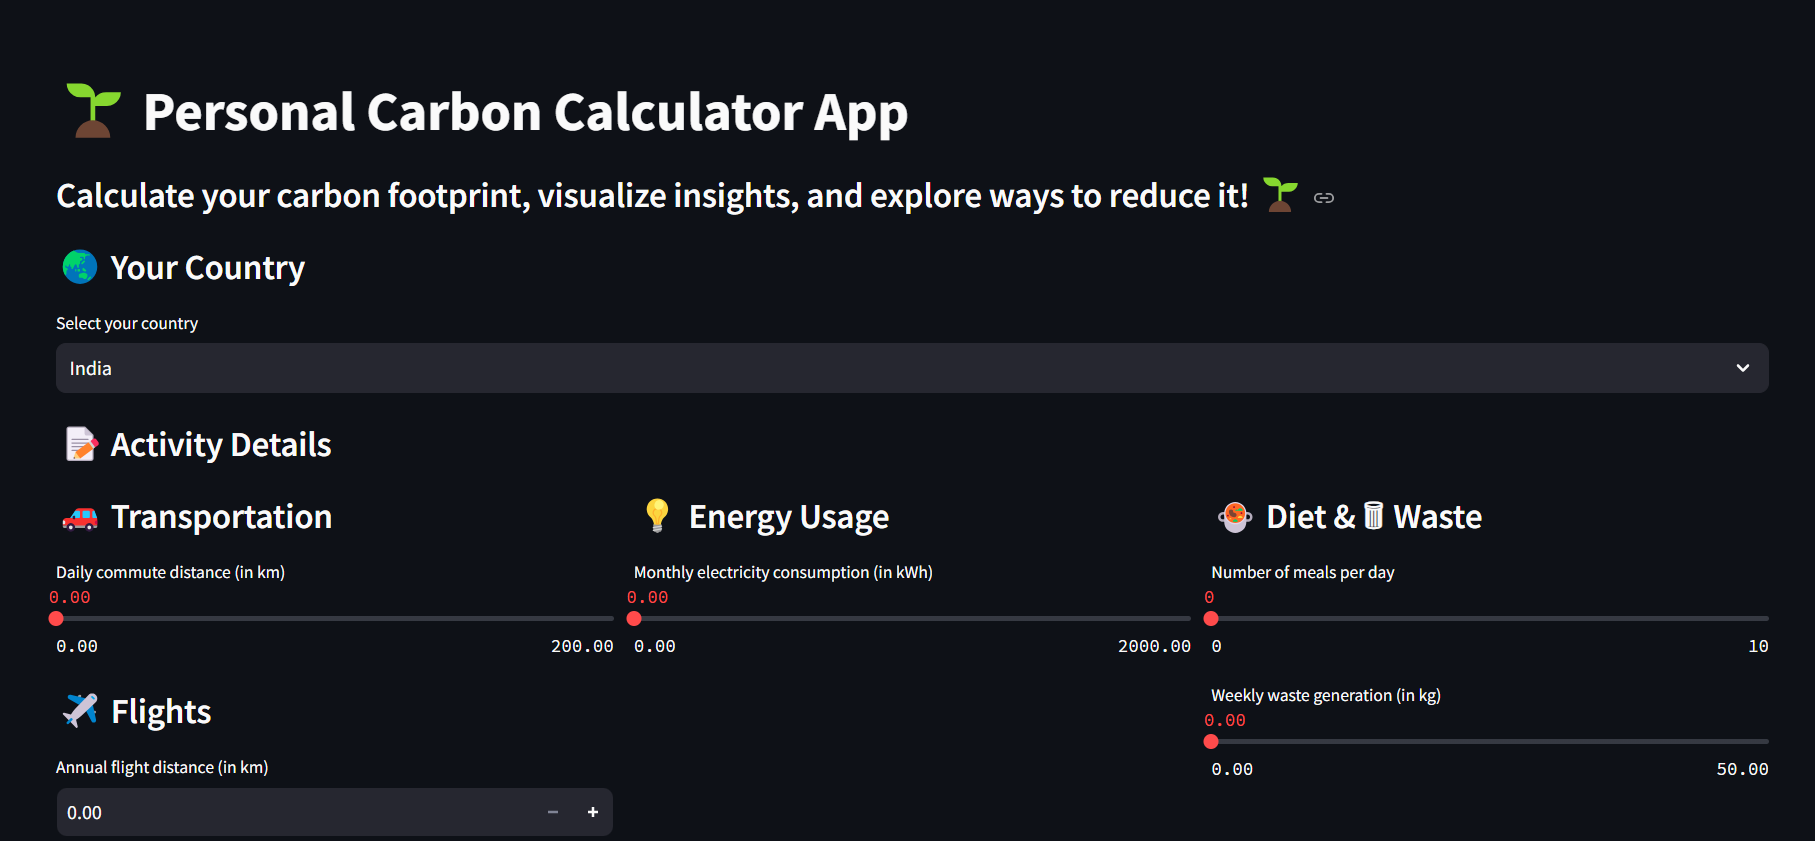 Personal Carbon Calculator App
Calculate your carbon footprint, visualize insights, and explore ways to reduce it!
Your Country
Select your country
India
Activity Details
Transportation
Daily commute distance (in km)
0.00
0.00 200.00
Flights
Annual flight distance (in km)
0.00
Energy Usage
Monthly electricity consumption (in kWh)
0.00
0.00 2000.00
Diet & Waste
Number of meals per day
0
0 10
Weekly waste generation (in kg)
0.00
0.00 50.00